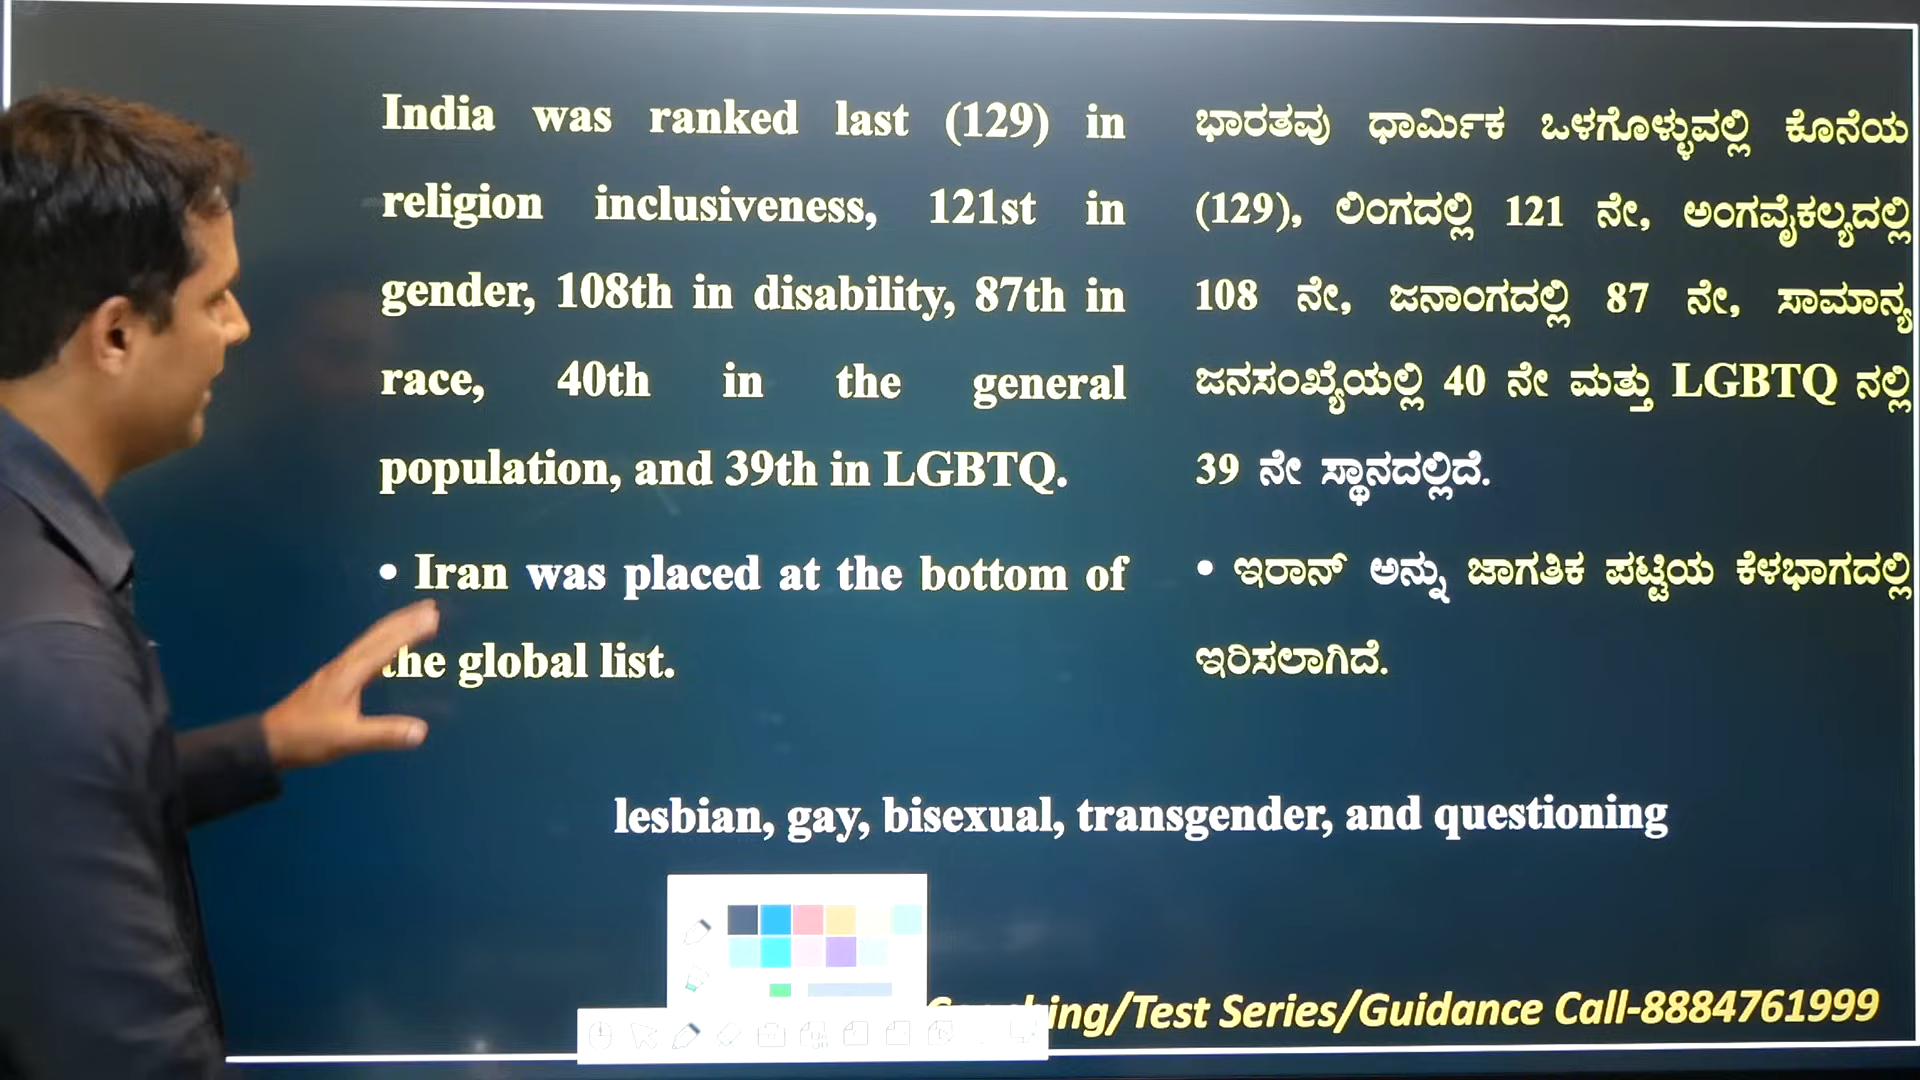 India was ranked last (129) in
religion inclusiveness, 121st in
gender, 108th in disability, 87th in
race, 40th in the general
population, and 39th in LGBTQ.
• Iran was placed at the bottom of
the global list.
ಭಾರತವು ಧಾರ್ಮಿಕ ಒಳಗೊಳ್ಳುವಲ್ಲಿ ಕೊನೆಯ
(129), ಲಿಂಗದಲ್ಲಿ 121 ನೇ, ಅಂಗವೈಕಲ್ಯದಲ್ಲಿ
108 ನೇ, ಜನಾಂಗದಲ್ಲಿ 87 ನೇ, ಸಾಮಾನ್ಯ
ಜನಸಂಖ್ಯೆಯಲ್ಲಿ 40 ನೇ ಮತ್ತು LGBTQ ನಲ್ಲಿ
39 ನೇ ಸ್ಥಾನದಲ್ಲಿದೆ.
• ಇರಾನ್ ಅನ್ನು ಜಾಗತಿಕ ಪಟ್ಟಿಯ ಕೆಳಭಾಗದಲ್ಲಿ
ಇರಿಸಲಾಗಿದೆ.
lesbian, gay, bisexual, transgender, and questioning
/Test Series/Guidance Call-8884761999